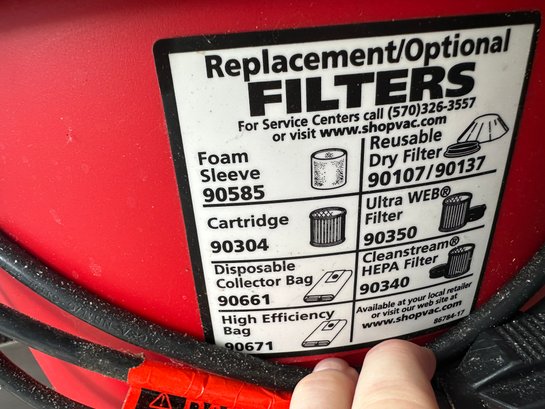 Replacement/Optional
FILTERS
For Service Centers call (570)326-3557
or visit www.shopvac.com
Foam
Sleeve
90585
Reusable
Dry Filter
90107/90137
Cartridge
90304
Ultra WEB®
Filter
90350
Disposable
Collector Bag
90661
Cleanstream®
HEPA Filter
90340
High Efficiency
Bag
90671
Available at your local retailer
or visit our web site at
www.shopvac.com
86784-17